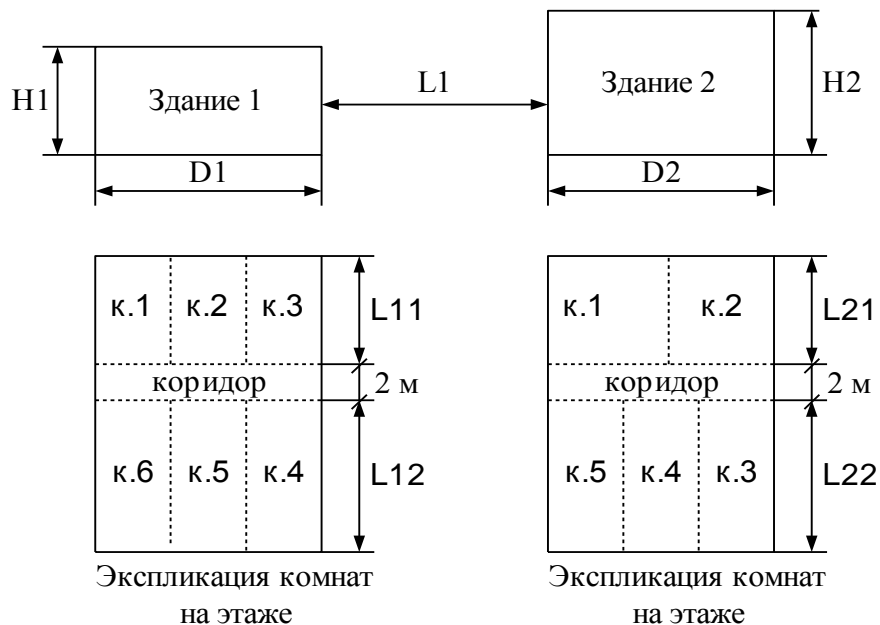 H1
Здание 1
L1
Здание 2
H2
D1
D2
к.1
к.2
к.3
L11
коридор
2 м
к.6
к.5
к.4
L12
Экспликация комнат
на этаже
к.1
к.2
L21
коридор
2 м
к.5
к.4
к.3
L22
Экспликация комнат
на этаже